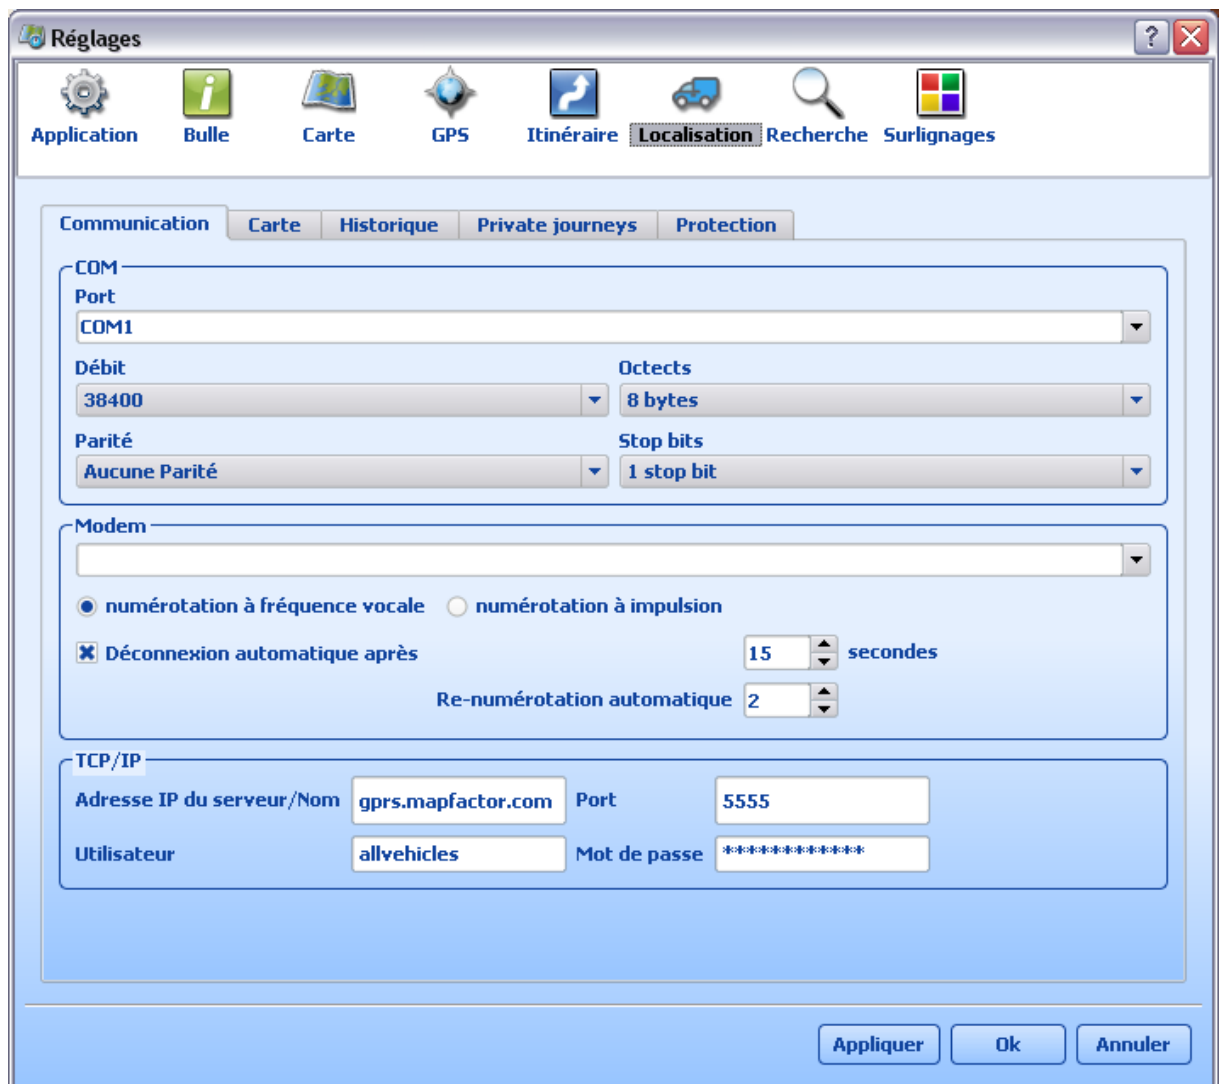 Réglages
?
Application Bulle Carte GPS Itinéraire Localisation Recherche Surlignages
Communication Carte Historique Private journeys Protection
COM
Port
COM1
Débit Octects
38400 8 bytes
Parité Stop bits
Aucune Parité 1 stop bit
Modem
numérotation à fréquence vocale numérotation à impulsion
Déconnexion automatique après 15 secondes
Re-numérotation automatique 2
TCP/IP
Adresse IP du serveur/Nom gprs.mapfactor.com Port 5555
Utilisateur allvehicles Mot de passe ************
Appliquer Ok Annuler